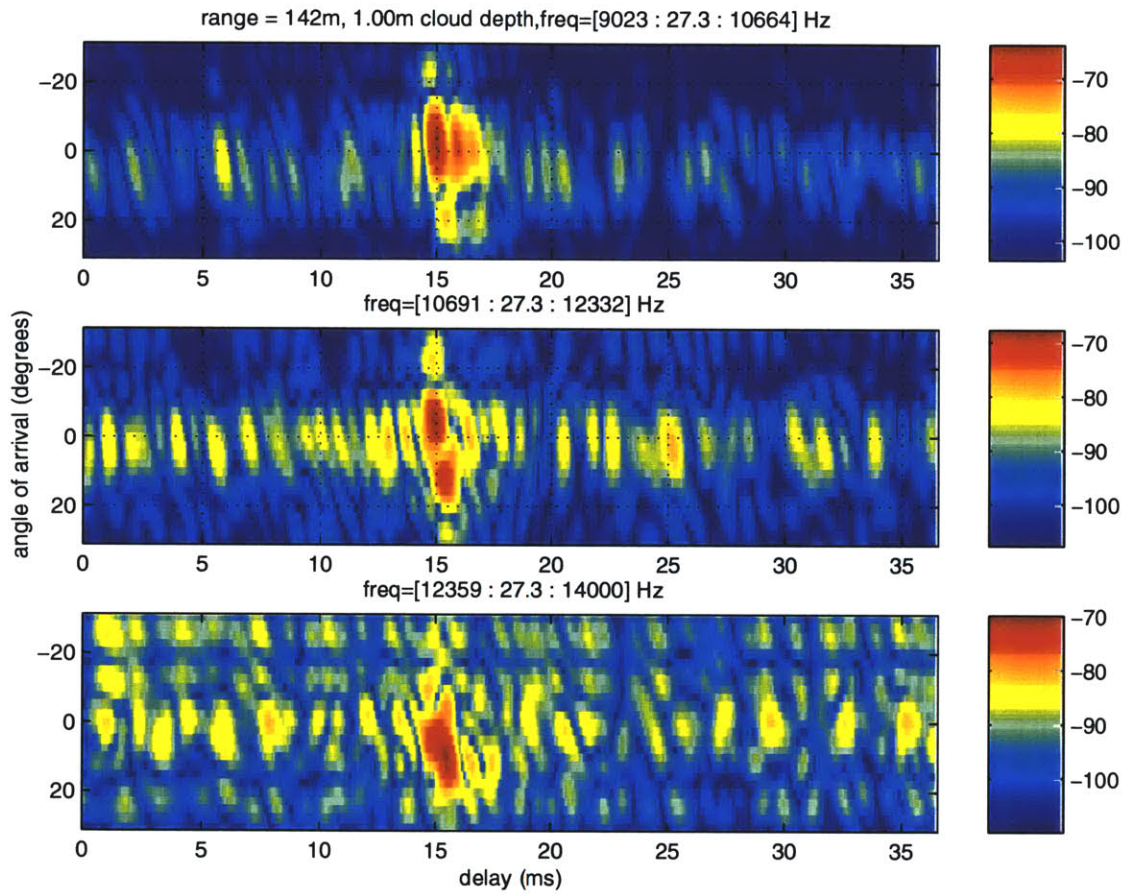 range = 142m, 1.00m cloud depth,freq=[9023 : 27.3 : 10664] Hz
-20
0
20
0 5 10 15 20 25 30 35
-70
-80
-90
-100
freq=[10691 : 27.3 : 12332] Hz
angle of arrival (degrees)
-20
0
20
0 5 10 15 20 25 30 35
-70
-80
-90
-100
freq=[12359 : 27.3 : 14000] Hz
-20
0
20
0 5 10 15 20 25 30 35
-70
-80
-90
-100
delay (ms)